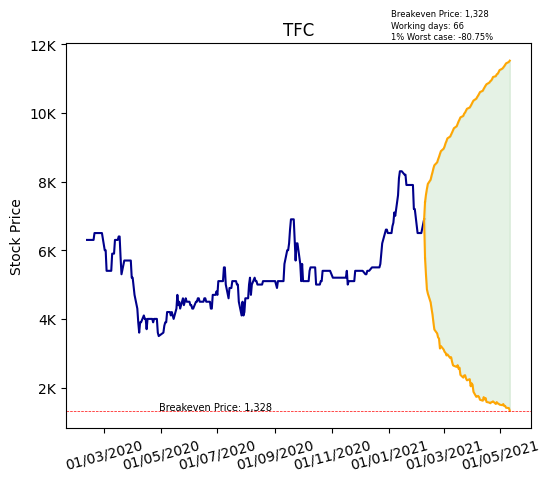 Breakeven Price: 1,328
Working days: 66
1% Worst case: -80.75%
TFC
12K
10K
8K
6K
4K
2K
Stock Price
Breakeven Price: 1,328
01/03/2020 01/05/2020 01/07/2020 01/09/2020 01/11/2020 01/01/2021 01/03/2021 01/05/2021